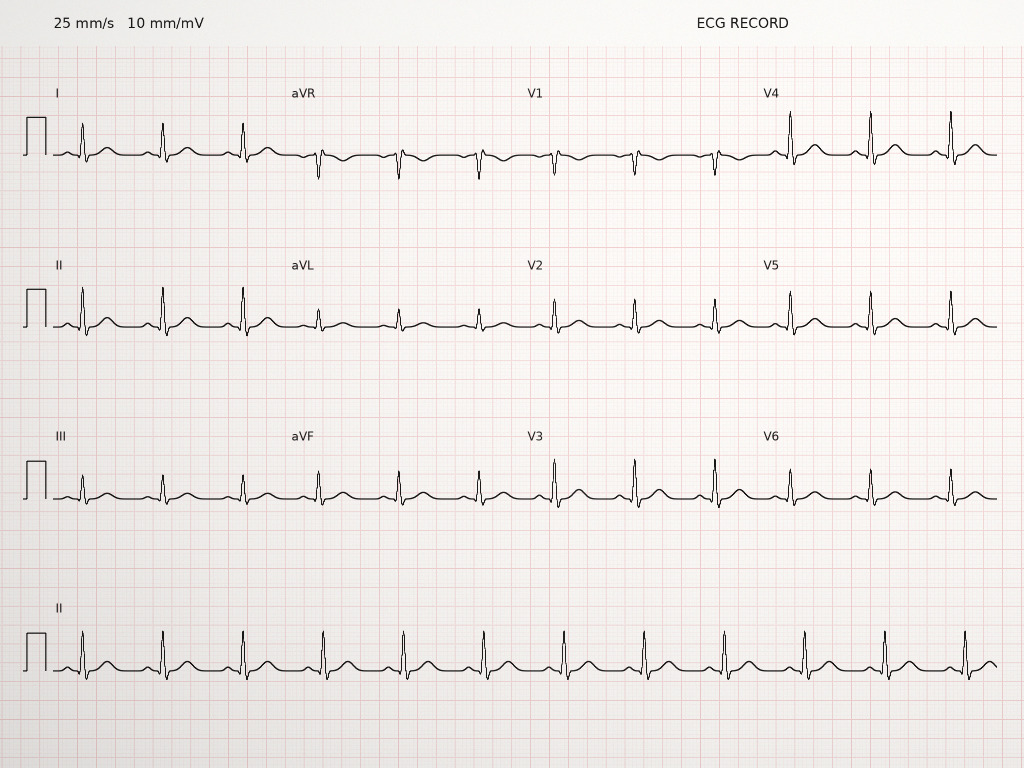 25 mm/s 10 mm/mV ECG RECORD
I aVR V1 V4
II aVL V2 V5
III aVF V3 V6
II